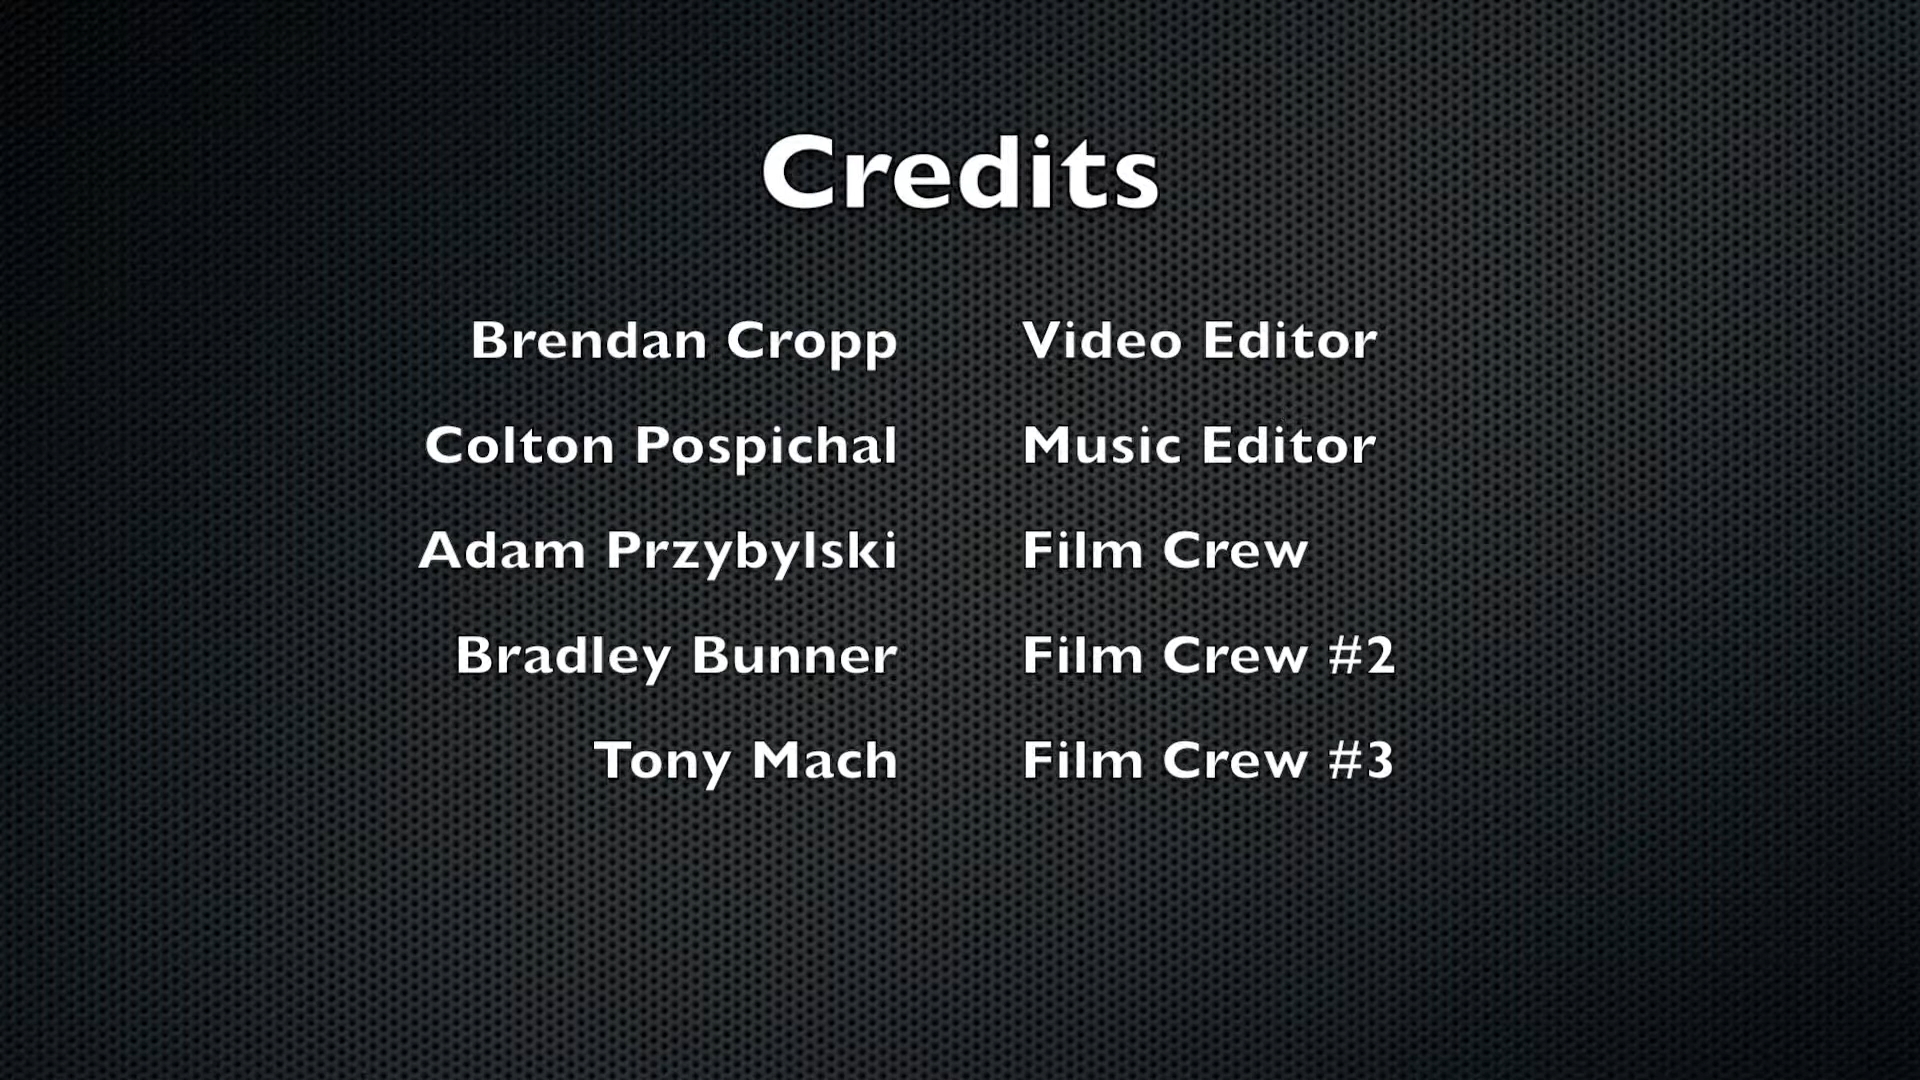 Credits
Brendan Cropp Video Editor
Colton Pospichal Music Editor
Adam Przybylski Film Crew
Bradley Bunner Film Crew #2
Tony Mach Film Crew #3